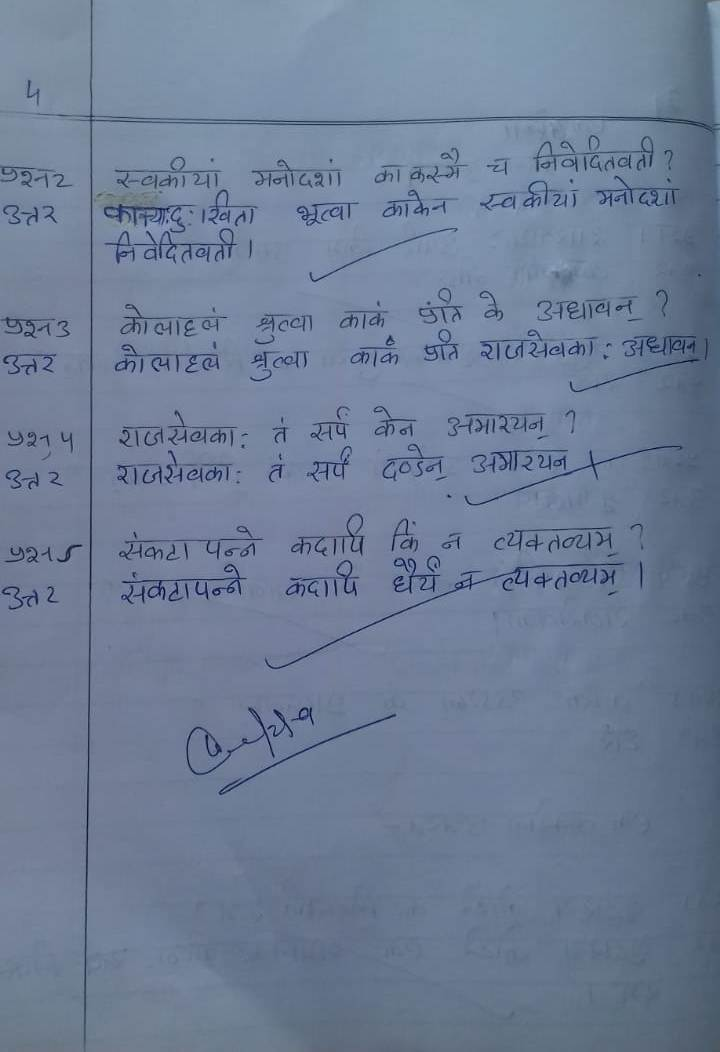 4
प्रश्न2 स्वकीयां मनोदशां का कस्मै च निवेदितवती?
उत्तर दु:खिता भूत्वा काकेन स्वकीयां मनोदशां
निवेदितवती।
प्रश्न3 कोलाहलं श्रुत्वा काकं प्रति के अधावन् ?
उत्तर कोलाहलं श्रुत्वा काकं प्रति राजसेवका: अधावन्।
प्रश्न4 राजसेवका: तं सर्पं केन अमारयन् ?
उत्तर राजसेवका: तं सर्पं दण्डेन् अमारयन् ।
प्रश्न5 संकटापन्ने कदापि किं न त्यक्तव्यम् ?
उत्तर संकटापन्ने कदापि धैर्यं न त्यक्तव्यम् ।